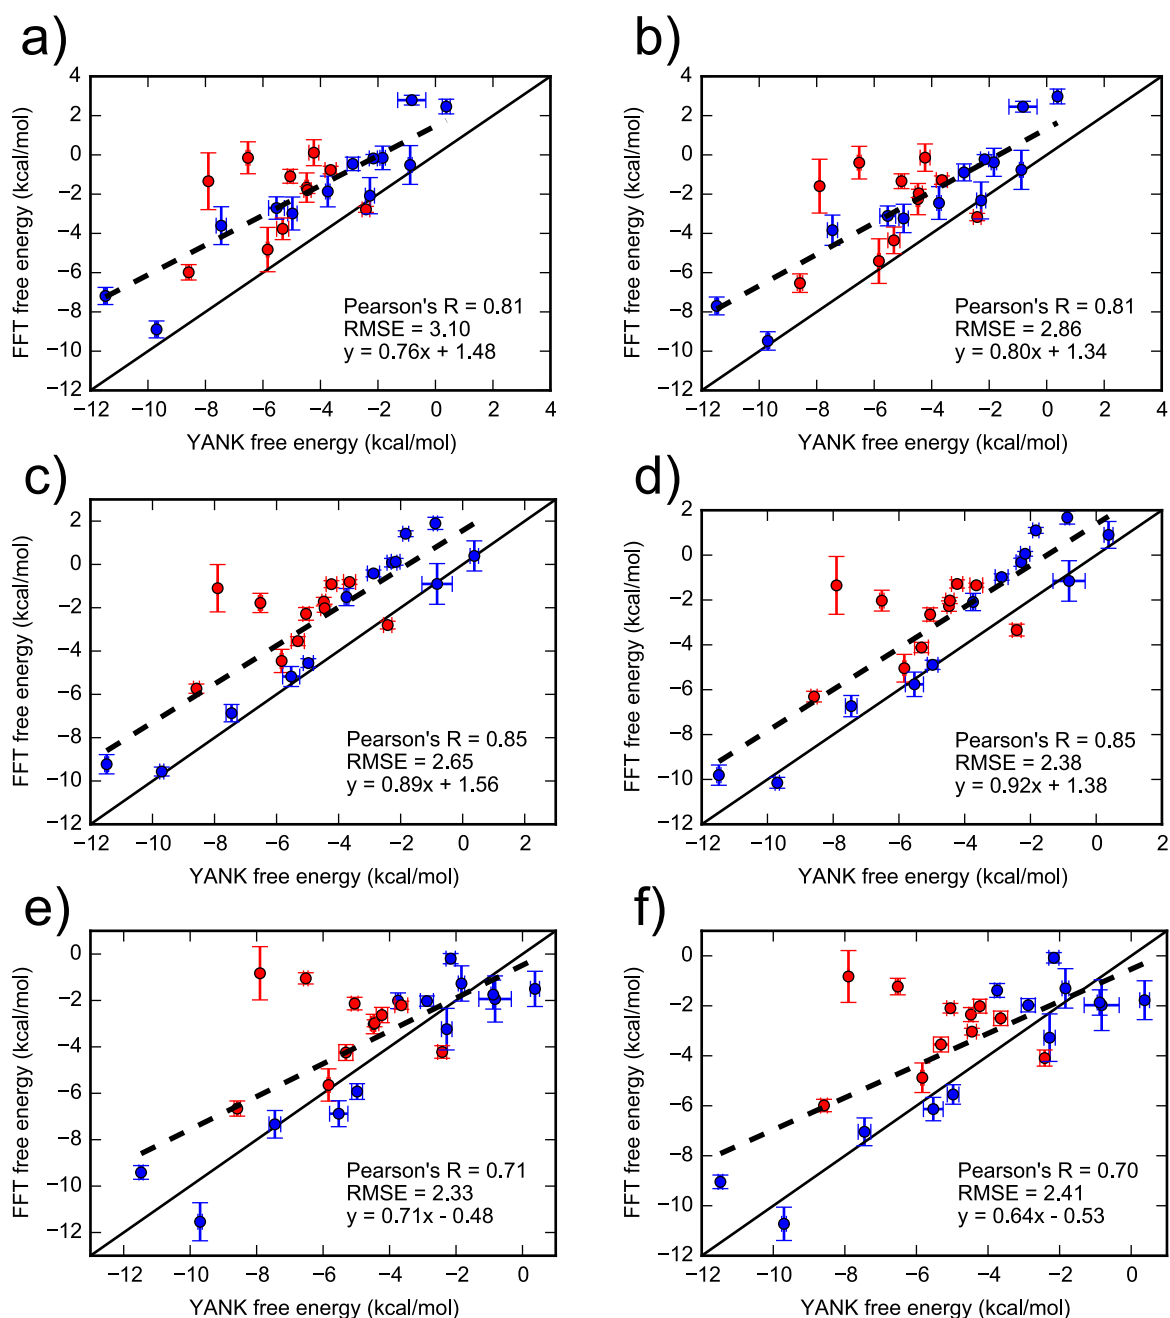 a)
b)
4
2
0
−2
−4
−6
−8
−10
−12
FFT free energy (kcal/mol)
Pearson's R = 0.81
RMSE = 3.10
y = 0.76x + 1.48
−12 −10 −8 −6 −4 −2 0 2 4
YANK free energy (kcal/mol)
4
2
0
−2
−4
−6
−8
−10
−12
FFT free energy (kcal/mol)
Pearson's R = 0.81
RMSE = 2.86
y = 0.80x + 1.34
−12 −10 −8 −6 −4 −2 0 2 4
YANK free energy (kcal/mol)
c)
d)
2
0
−2
−4
−6
−8
−10
−12
FFT free energy (kcal/mol)
Pearson's R = 0.85
RMSE = 2.65
y = 0.89x + 1.56
−12 −10 −8 −6 −4 −2 0 2
YANK free energy (kcal/mol)
2
0
−2
−4
−6
−8
−10
−12
FFT free energy (kcal/mol)
Pearson's R = 0.85
RMSE = 2.38
y = 0.92x + 1.38
−12 −10 −8 −6 −4 −2 0 2
YANK free energy (kcal/mol)
e)
f)
0
−2
−4
−6
−8
−10
−12
FFT free energy (kcal/mol)
Pearson's R = 0.71
RMSE = 2.33
y = 0.71x - 0.48
−12 −10 −8 −6 −4 −2 0
YANK free energy (kcal/mol)
0
−2
−4
−6
−8
−10
−12
FFT free energy (kcal/mol)
Pearson's R = 0.70
RMSE = 2.41
y = 0.64x - 0.53
−12 −10 −8 −6 −4 −2 0
YANK free energy (kcal/mol)